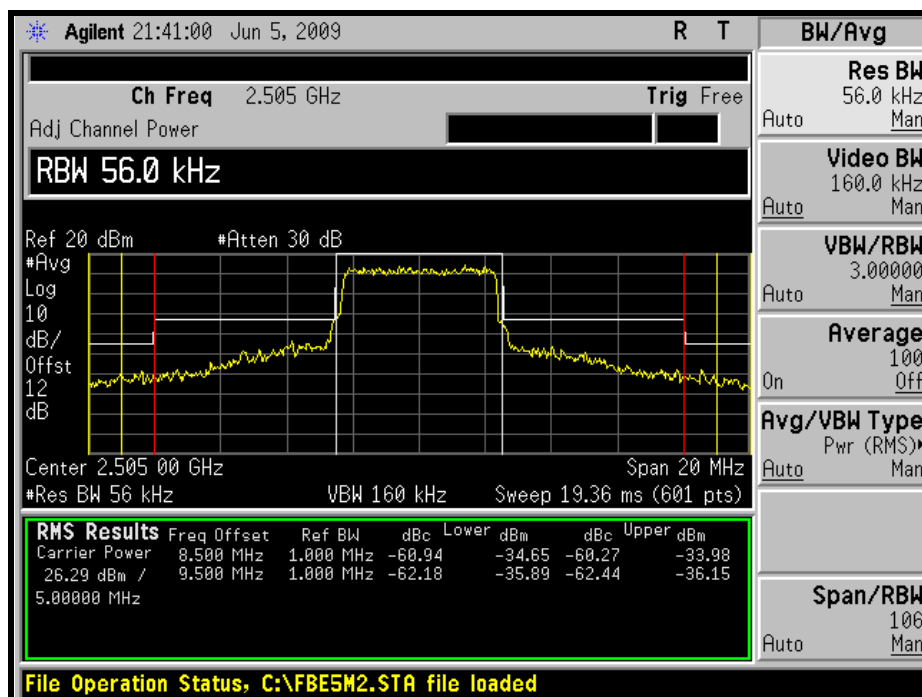 Agilent 21:41:00 Jun 5, 2009 R T
BW/Avg
Ch Freq 2.505 GHz Trig Free
Adj Channel Power
RBW 56.0 kHz
Ref 20 dBm #Atten 30 dB
#Avg
Log
10
dB/
Offst
12
dB
Center 2.505 00 GHz Span 20 MHz
#Res BW 56 kHz VBW 160 kHz Sweep 19.36 ms (601 pts)
RMS Results Freq Offset Ref BW dBc Lower dBm dBc Upper dBm
Carrier Power 8.500 MHz 1.000 MHz -60.94 -34.65 -60.27 -33.98
26.29 dBm / 9.500 MHz 1.000 MHz -62.18 -35.89 -62.44 -36.15
5.00000 MHz
File Operation Status, C:\FBE5M2.STA file loaded
Res BW
56.0 kHz
Auto Man
Video BW
160.0 kHz
Auto Man
VBW/RBW
3.00000
Auto Man
Average
100
On Off
Avg/VBW Type
Pwr (RMS)▸
Auto Man
Span/RBW
106
Auto Man